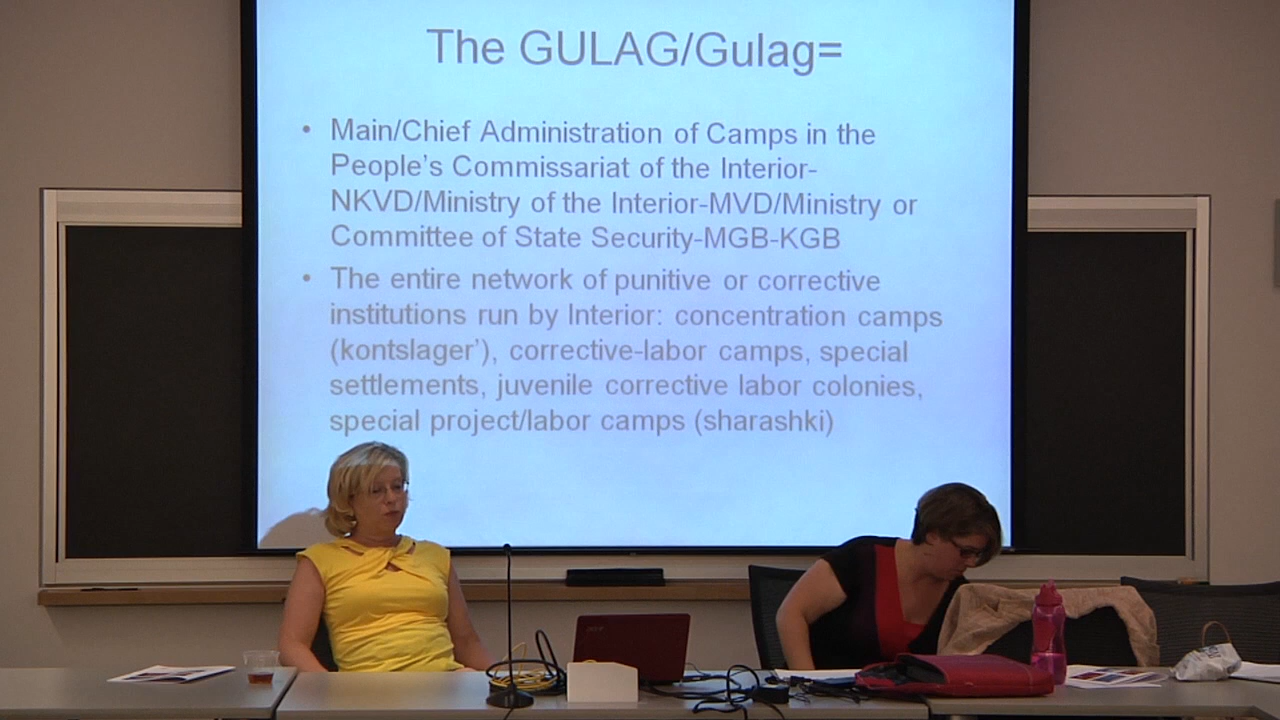 The GULAG/Gulag=
• Main/Chief Administration of Camps in the
People's Commissariat of the Interior-
NKVD/Ministry of the Interior-MVD/Ministry or
Committee of State Security-MGB-KGB
• The entire network of punitive or corrective
institutions run by Interior: concentration camps
(kontslager'), corrective-labor camps, special
settlements, juvenile corrective labor colonies,
special project/labor camps (sharashki)
acer